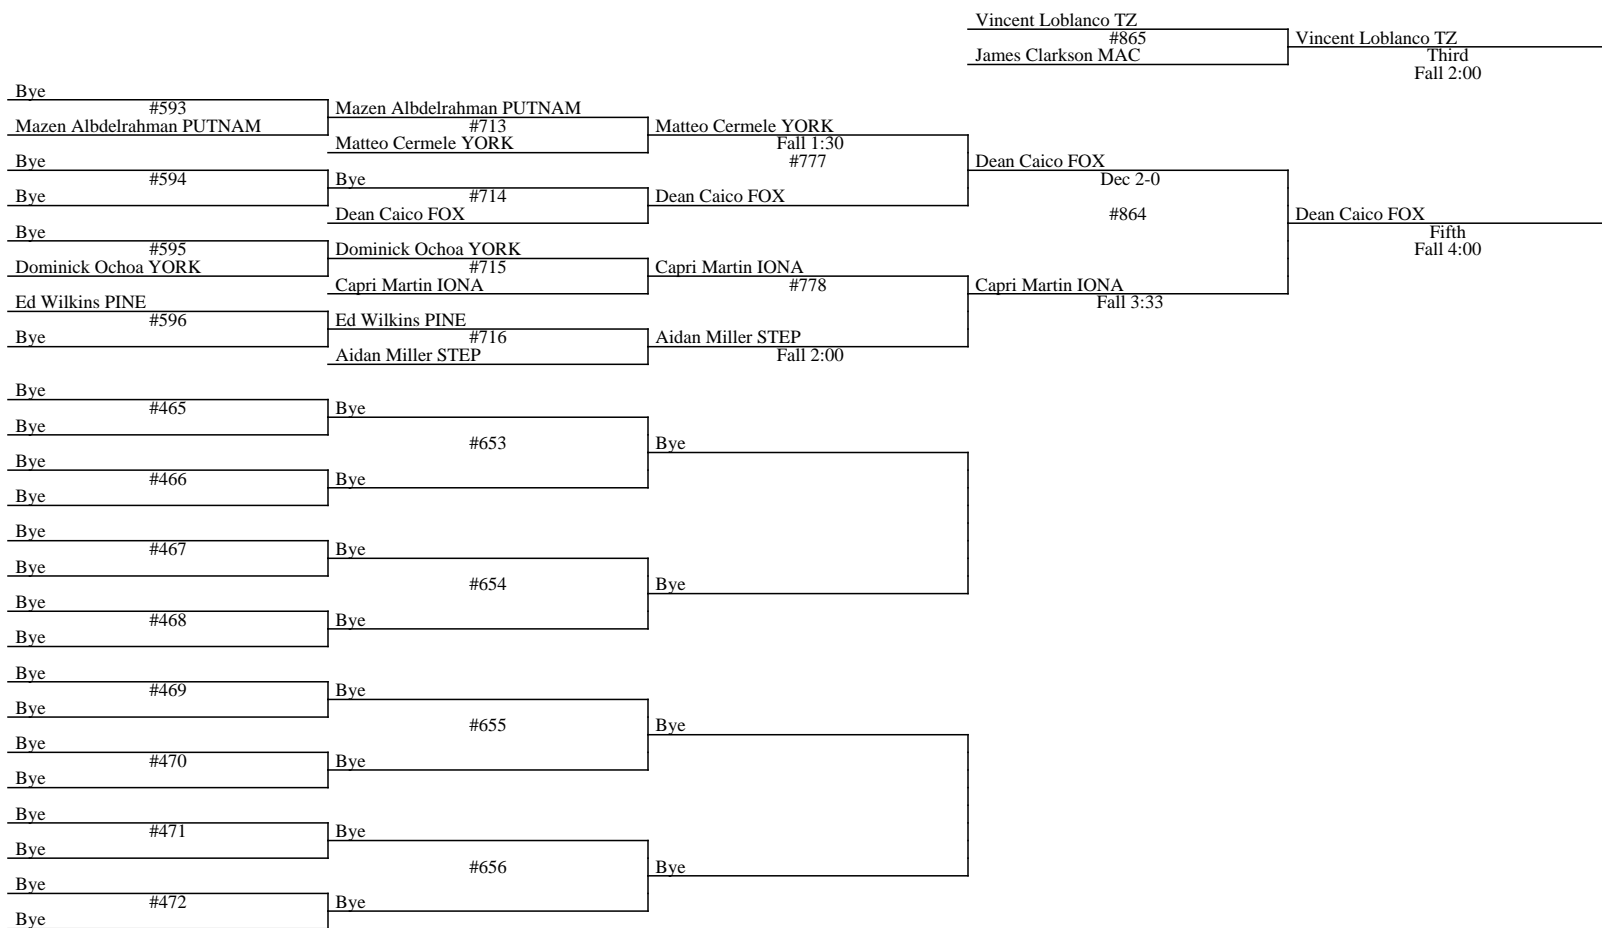 Vincent Loblanco TZ
#865
James Clarkson MAC
Vincent Loblanco TZ
Third
Fall 2:00
Bye
#593
Mazen Albdelrahman PUTNAM
Bye
#594
Bye
Bye
#595
Dominick Ochoa YORK
Ed Wilkins PINE
#596
Bye
Mazen Albdelrahman PUTNAM
#713
Matteo Cermele YORK
Bye
#714
Dean Caico FOX
Dominick Ochoa YORK
#715
Capri Martin IONA
Ed Wilkins PINE
#716
Aidan Miller STEP
Matteo Cermele YORK
Fall 1:30
#777
Dean Caico FOX
Capri Martin IONA
#778
Aidan Miller STEP
Fall 2:00
Dean Caico FOX
Dec 2-0
#864
Capri Martin IONA
Fall 3:33
Dean Caico FOX
Fifth
Fall 4:00
Bye
#465
Bye
Bye
#466
Bye
Bye
#467
Bye
Bye
#468
Bye
Bye
#469
Bye
Bye
#470
Bye
Bye
#471
Bye
Bye
#472
Bye
Bye
#653
Bye
Bye
#654
Bye
Bye
#655
Bye
Bye
#656
Bye
Bye
Bye
Bye
Bye